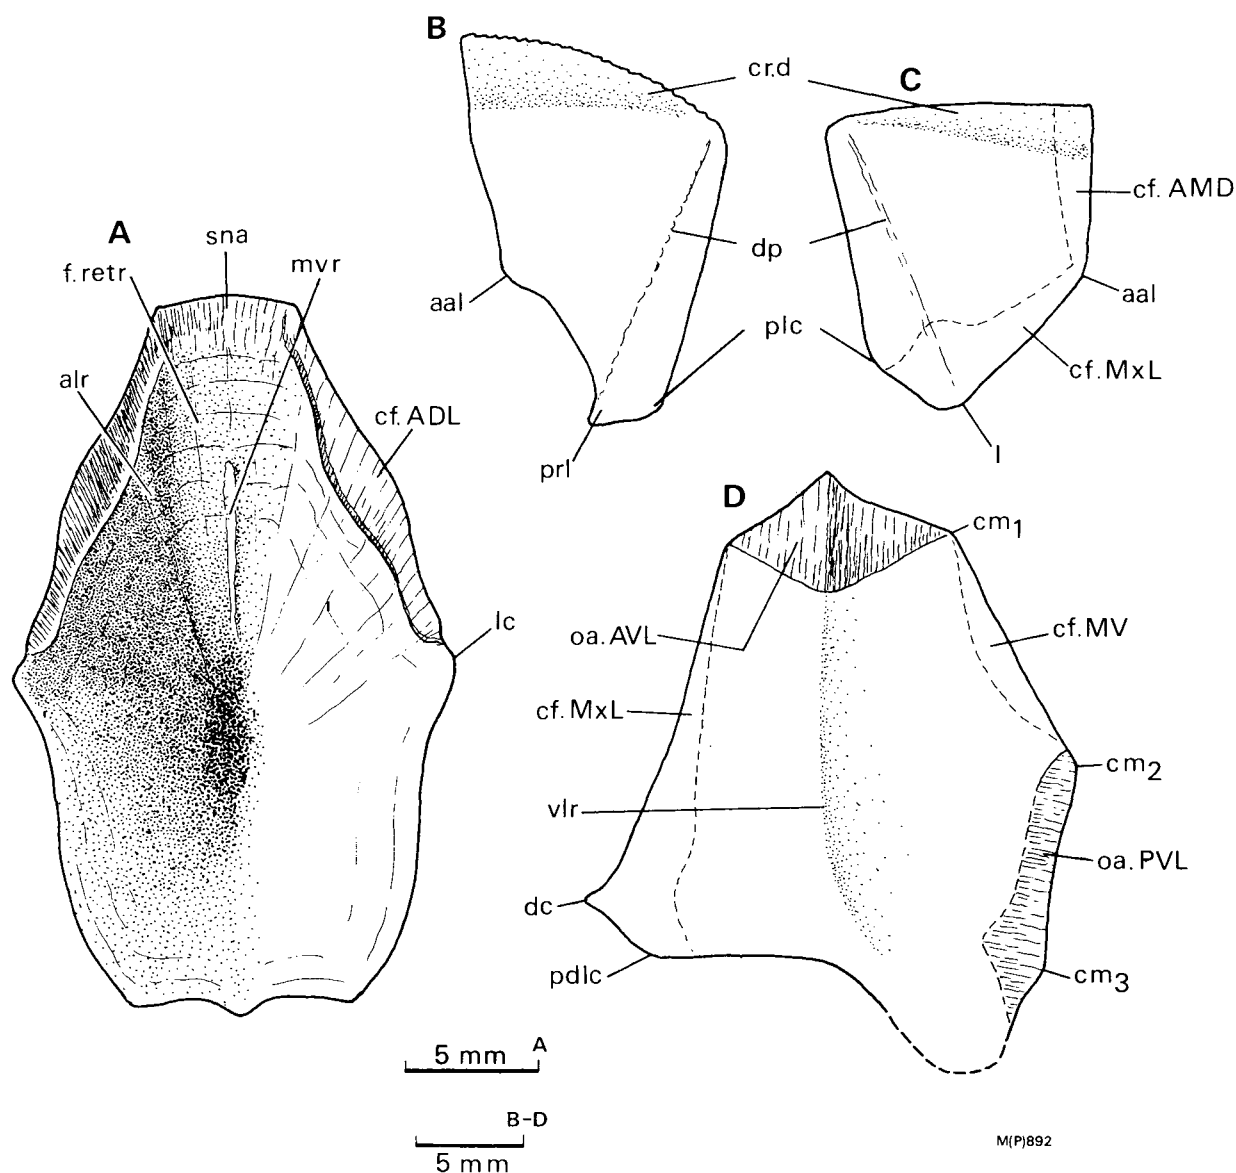 A
sna
f.retr
mvr
alr
cf.ADL
lc
B
cr.d
C
cf. AMD
dp
aal
aal
plc
cf.MxL
prl
l
D
cm1
oa.AVL
cf.MV
cf.MxL
cm2
vlr
oa.PVL
dc
pdlc
cm3
5 mm A
B-D
5 mm
M(P)892